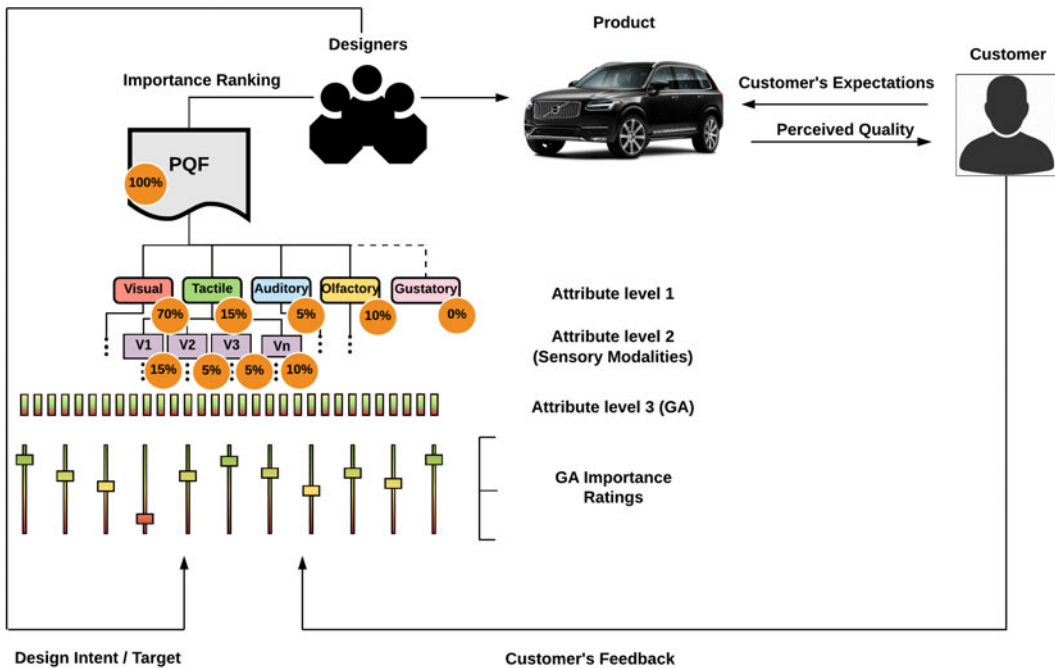 Product
Designers
Customer
Importance Ranking
Customer's Expectations
Perceived Quality
PQF
100%
Visual
Tactile
Auditory
Olfactory
Gustatory
Attribute level 1
70%
15%
5%
10%
0%
Attribute level 2
(Sensory Modalities)
V1
V2
V3
Vn
15%
5%
5%
10%
Attribute level 3 (GA)
GA Importance
Ratings
Design Intent / Target
Customer's Feedback